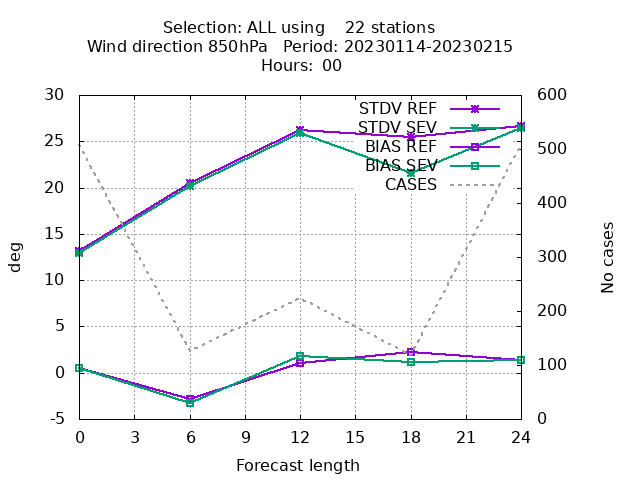 Selection: ALL using    22 stations
Wind direction 850hPa   Period: 20230114-20230215
Hours: 00
30
25
20
15
10
5
0
-5
600
500
400
300
200
100
0
STDV REF
STDV SEV
BIAS REF
BIAS SEV
CASES
deg
No cases
0 3 6 9 12 15 18 21 24
Forecast length